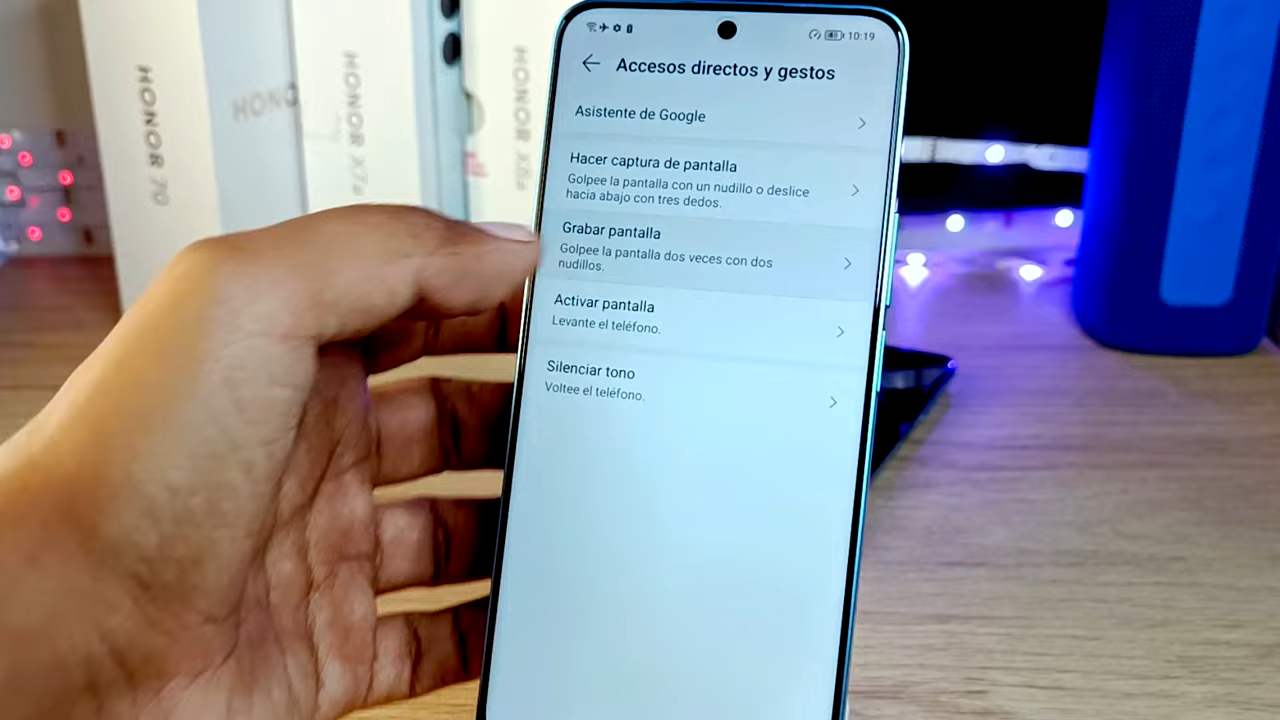 HONOR 70
HONOR
HONOR X7a
HONOR X8a
10:19
Accesos directos y gestos
Asistente de Google
Hacer captura de pantalla
Golpee la pantalla con un nudillo o deslice
hacia abajo con tres dedos.
Grabar pantalla
Golpee la pantalla dos veces con dos
nudillos.
Activar pantalla
Levante el teléfono.
Silenciar tono
Voltee el teléfono.